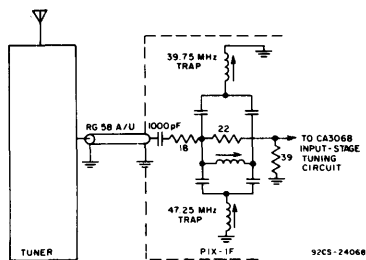 39.75 MHz
TRAP
RG 58 A/U
1000pF
18
22
39
TO CA3068
INPUT-STAGE
TUNING
CIRCUIT
47.25 MHz
TRAP
TUNER
PIX-IF
92CS-24068